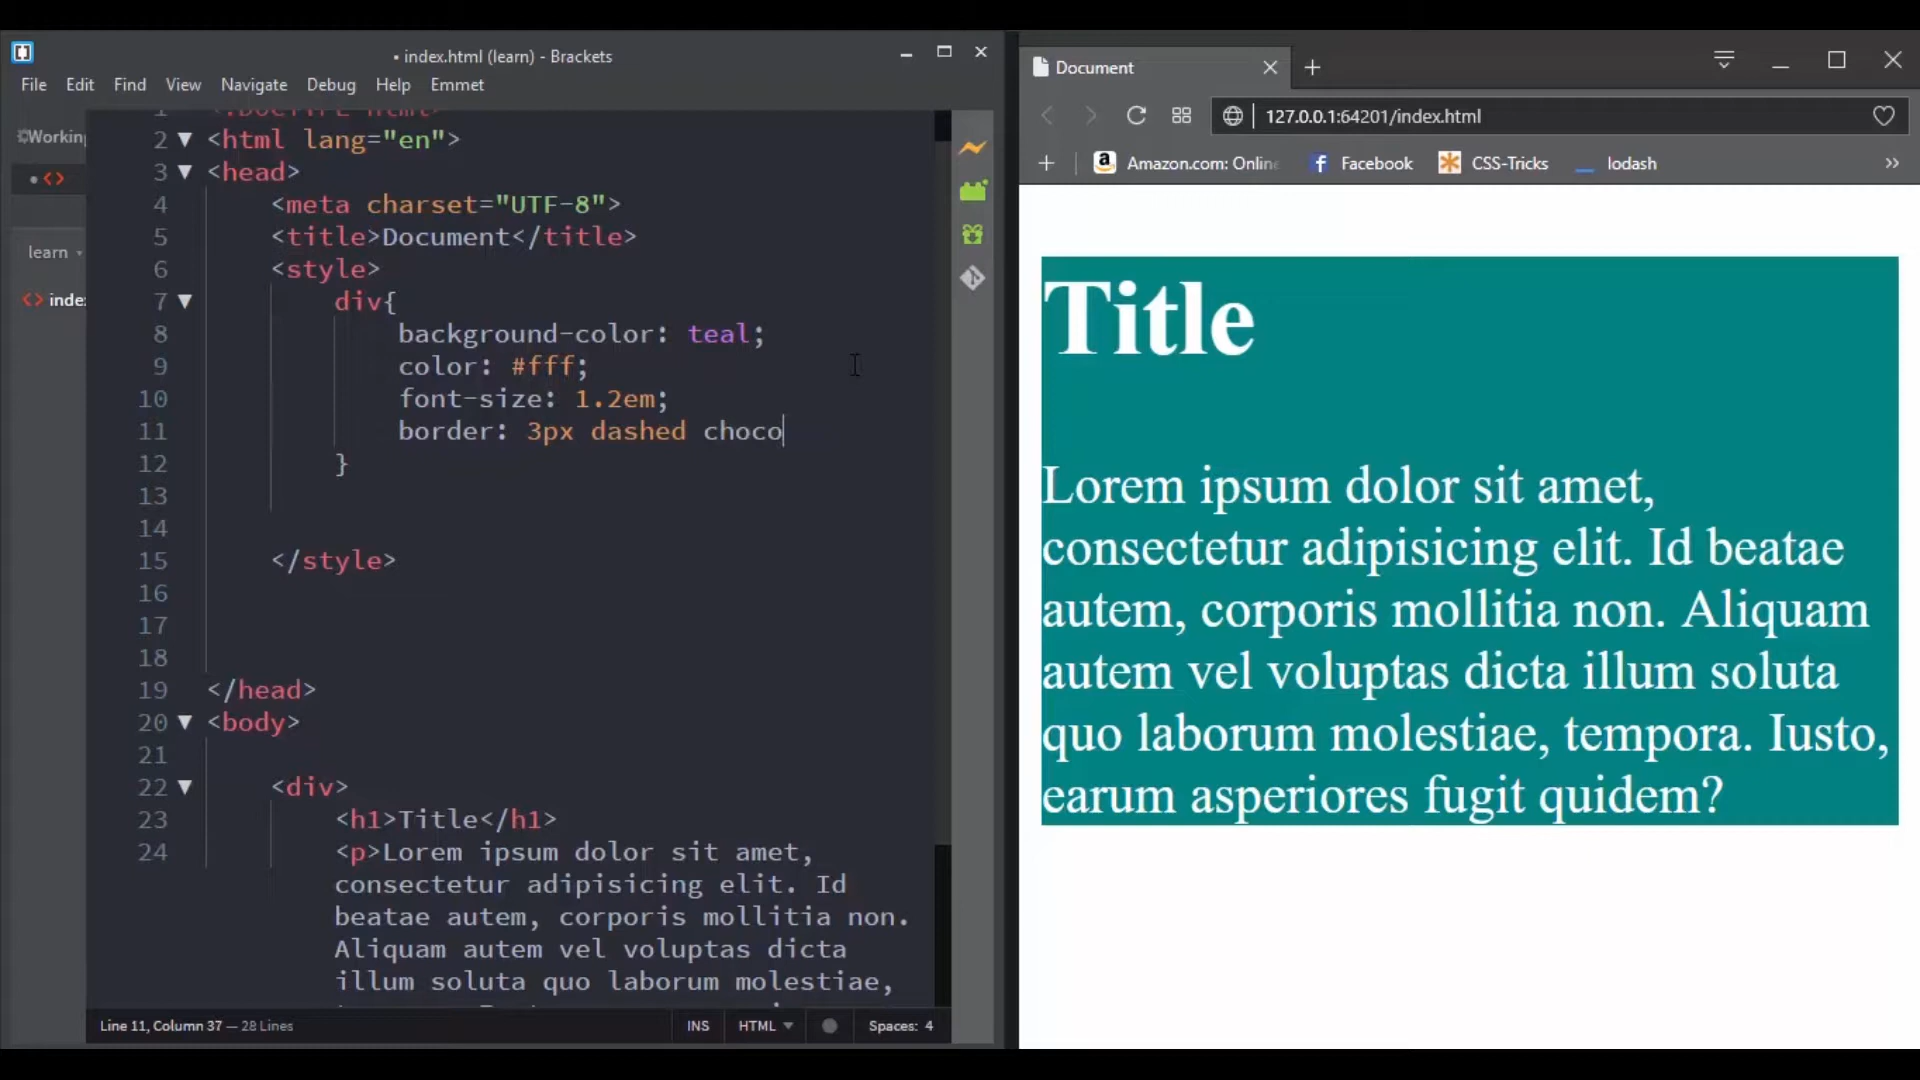 • index.html (learn) - Brackets
File Edit Find View Navigate Debug Help Emmet
Working
learn
index
1 <!DOCTYPE html>
2 <html lang="en">
3 <head>
4 <meta charset="UTF-8">
5 <title>Document</title>
6 <style>
7 div{
8 background-color: teal;
9 color: #fff;
10 font-size: 1.2em;
11 border: 3px dashed choco
12 }
13
14
15 </style>
16
17
18
19 </head>
20 <body>
21
22 <div>
23 <h1>Title</h1>
24 <p>Lorem ipsum dolor sit amet,
consectetur adipisicing elit. Id
beatae autem, corporis mollitia non.
Aliquam autem vel voluptas dicta
illum soluta quo laborum molestiae,
Line 11, Column 37 — 28 Lines
INS HTML Spaces: 4
Document
127.0.0.1:64201/index.html
Amazon.com: Online Facebook CSS-Tricks lodash
Title
Lorem ipsum dolor sit amet,
consectetur adipisicing elit. Id beatae
autem, corporis mollitia non. Aliquam
autem vel voluptas dicta illum soluta
quo laborum molestiae, tempora. Iusto,
earum asperiores fugit quidem?